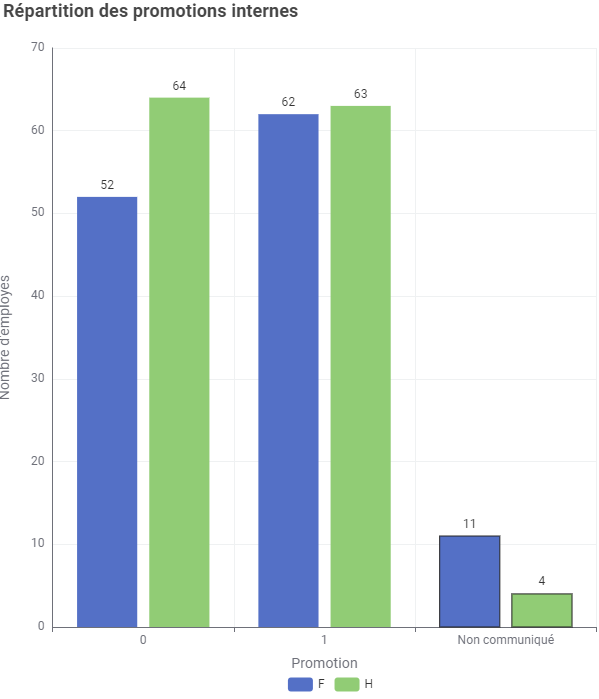 Répartition des promotions internes
70
60
50
40
30
20
10
0
Nombre d'employes
52
64
62
63
11
4
0
1
Non communiqué
Promotion
F
H